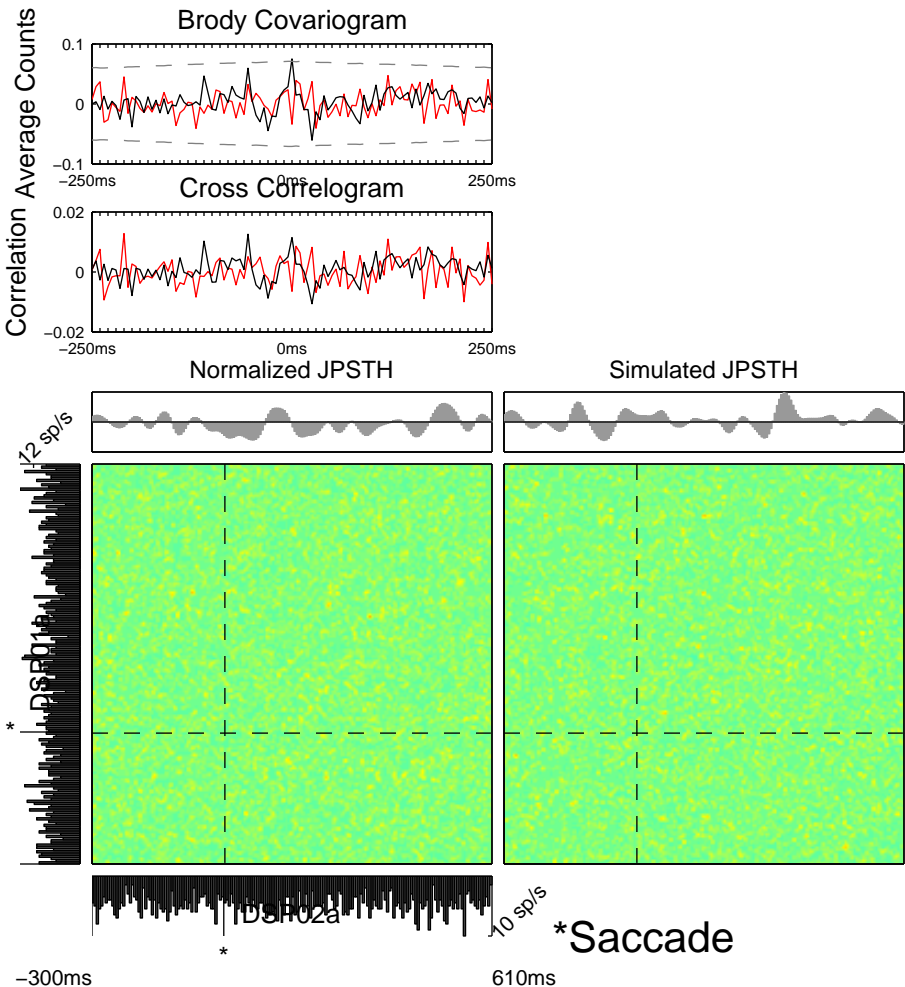 Brody Covariogram
Average Counts
0.1
0
−0.1
−250ms
0ms
250ms
Cross Correlogram
Correlation
0.02
0
−0.02
−250ms
0ms
250ms
Normalized JPSTH
Simulated JPSTH
12 sp/s
DSP01a
*
DSP02a
10 sp/s
*
*Saccade
−300ms
610ms